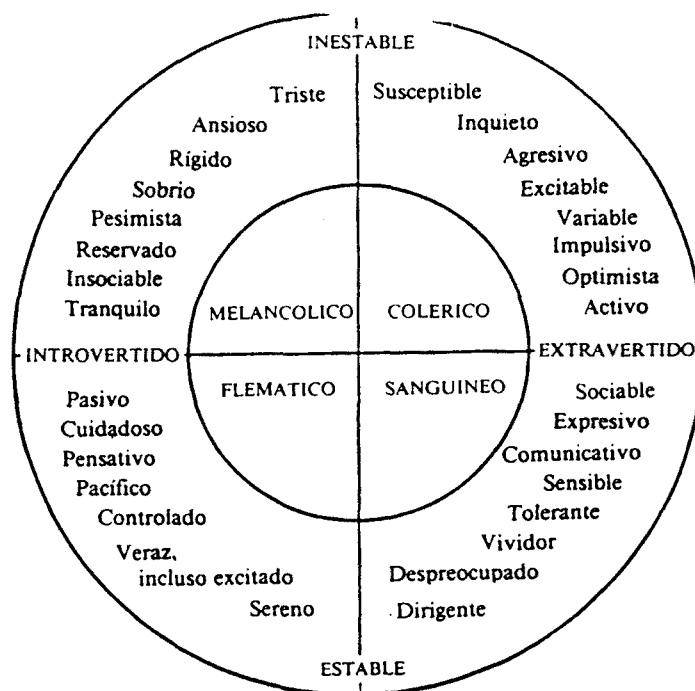 INESTABLE
Triste
Ansioso
Rígido
Sobrio
Pesimista
Reservado
Insociable
Tranquilo
Susceptible
Inquieto
Agresivo
Excitable
Variable
Impulsivo
Optimista
Activo
MELANCOLICO
COLERICO
INTROVERTIDO
EXTRAVERTIDO
FLEMATICO
SANGUINEO
Pasivo
Cuidadoso
Pensativo
Pacífico
Controlado
Veraz,
incluso excitado
Sereno
Sociable
Expresivo
Comunicativo
Sensible
Tolerante
Vividor
Despreocupado
Dirigente
ESTABLE